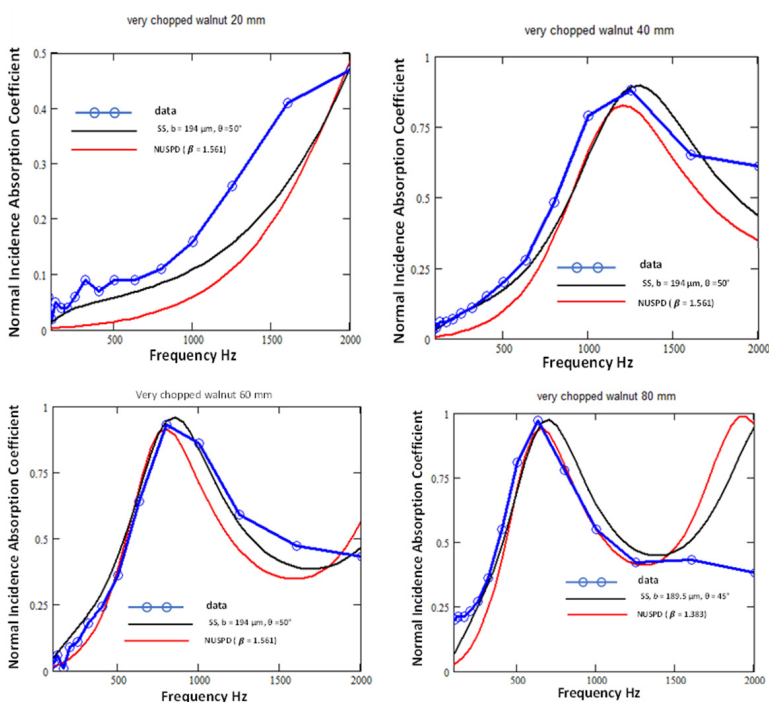 very chopped walnut 20 mm
Normal Incidence Absorption Coefficient
0.5
0.4
0.3
0.2
0.1
0
500
1000
1500
2000
data
SS, b = 194 µm, θ =50°
NUSPD ( β = 1.561)
Frequency Hz
very chopped walnut 40 mm
Normal Incidence Absorption Coefficient
1
0.75
0.5
0.25
0
500
1000
1500
2000
data
SS, b = 194 µm, θ =50°
NUSPD ( β = 1.561)
Frequency Hz
Very chopped walnut 60 mm
Normal Incidence Absorption Coefficient
1
0.75
0.5
0.25
0
500
1000
1500
2000
data
SS, b = 194 µm, θ =50°
NUSPD ( β = 1.561)
Frequency Hz
very chopped walnut 80 mm
Normal Incidence Absorption Coefficient
1
0.75
0.5
0.25
0
500
1000
1500
2000
data
SS, b = 189.5 µm, θ = 45°
NUSPD ( β = 1.383)
Frequency Hz